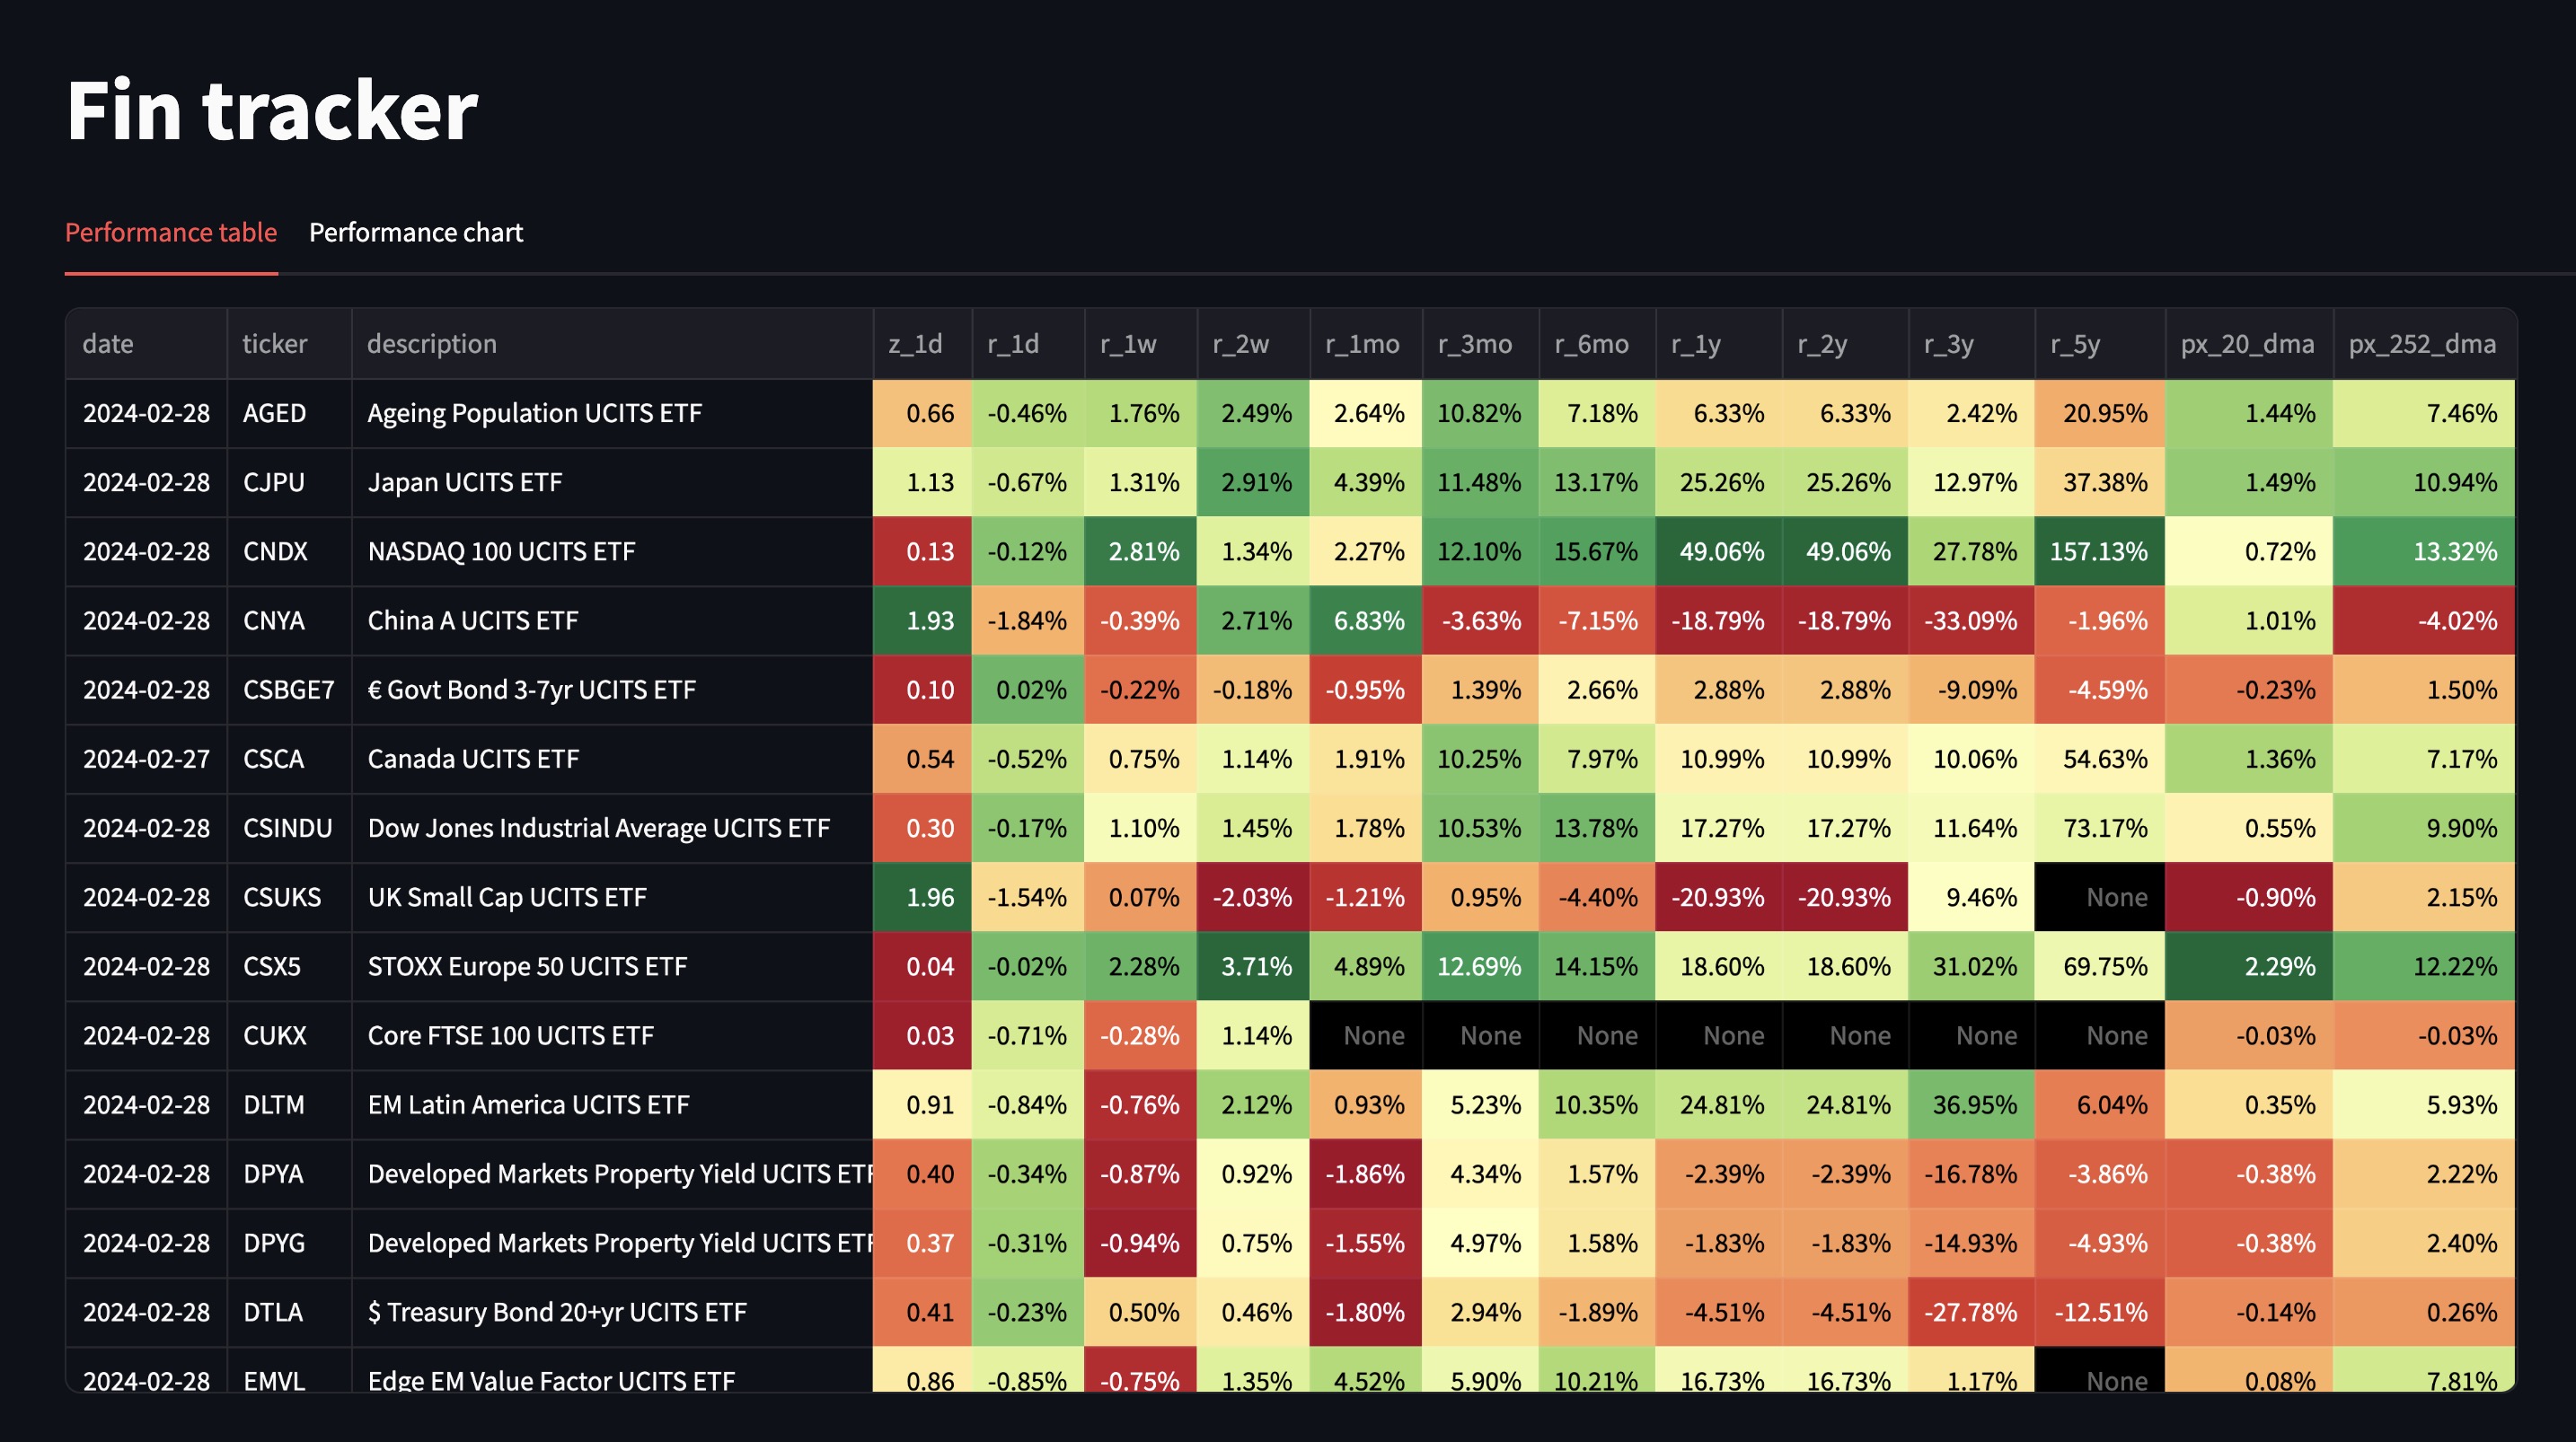 Fin tracker
Performance table Performance chart
date ticker description z_1d r_1d r_1w r_2w r_1mo r_3mo r_6mo r_1y r_2y r_3y r_5y px_20_dma px_252_dma
2024-02-28 AGED Ageing Population UCITS ETF 0.66 -0.46% 1.76% 2.49% 2.64% 10.82% 7.18% 6.33% 6.33% 2.42% 20.95% 1.44% 7.46%
2024-02-28 CJPU Japan UCITS ETF 1.13 -0.67% 1.31% 2.91% 4.39% 11.48% 13.17% 25.26% 25.26% 12.97% 37.38% 1.49% 10.94%
2024-02-28 CNDX NASDAQ 100 UCITS ETF 0.13 -0.12% 2.81% 1.34% 2.27% 12.10% 15.67% 49.06% 49.06% 27.78% 157.13% 0.72% 13.32%
2024-02-28 CNYA China A UCITS ETF 1.93 -1.84% -0.39% 2.71% 6.83% -3.63% -7.15% -18.79% -18.79% -33.09% -1.96% 1.01% -4.02%
2024-02-28 CSBGE7 € Govt Bond 3-7yr UCITS ETF 0.10 0.02% -0.22% -0.18% -0.95% 1.39% 2.66% 2.88% 2.88% -9.09% -4.59% -0.23% 1.50%
2024-02-27 CSCA Canada UCITS ETF 0.54 -0.52% 0.75% 1.14% 1.91% 10.25% 7.97% 10.99% 10.99% 10.06% 54.63% 1.36% 7.17%
2024-02-28 CSINDU Dow Jones Industrial Average UCITS ETF 0.30 -0.17% 1.10% 1.45% 1.78% 10.53% 13.78% 17.27% 17.27% 11.64% 73.17% 0.55% 9.90%
2024-02-28 CSUKS UK Small Cap UCITS ETF 1.96 -1.54% 0.07% -2.03% -1.21% 0.95% -4.40% -20.93% -20.93% 9.46% None -0.90% 2.15%
2024-02-28 CSX5 STOXX Europe 50 UCITS ETF 0.04 -0.02% 2.28% 3.71% 4.89% 12.69% 14.15% 18.60% 18.60% 31.02% 69.75% 2.29% 12.22%
2024-02-28 CUKX Core FTSE 100 UCITS ETF 0.03 -0.71% -0.28% 1.14% None None None None None None None -0.03% -0.03%
2024-02-28 DLTM EM Latin America UCITS ETF 0.91 -0.84% -0.76% 2.12% 0.93% 5.23% 10.35% 24.81% 24.81% 36.95% 6.04% 0.35% 5.93%
2024-02-28 DPYA Developed Markets Property Yield UCITS ETF 0.40 -0.34% -0.87% 0.92% -1.86% 4.34% 1.57% -2.39% -2.39% -16.78% -3.86% -0.38% 2.22%
2024-02-28 DPYG Developed Markets Property Yield UCITS ETF 0.37 -0.31% -0.94% 0.75% -1.55% 4.97% 1.58% -1.83% -1.83% -14.93% -4.93% -0.38% 2.40%
2024-02-28 DTLA $ Treasury Bond 20+yr UCITS ETF 0.41 -0.23% 0.50% 0.46% -1.80% 2.94% -1.89% -4.51% -4.51% -27.78% -12.51% -0.14% 0.26%
2024-02-28 EMVL Edge EM Value Factor UCITS ETF 0.86 -0.85% -0.75% 1.35% 4.52% 5.90% 10.21% 16.73% 16.73% 1.17% None 0.08% 7.81%